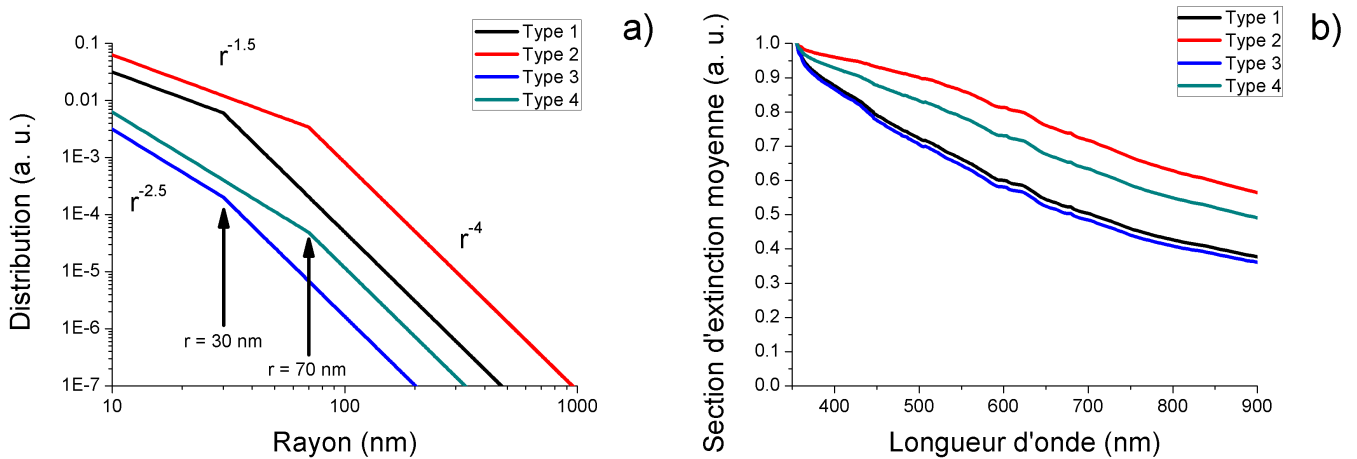 a)
Type 1
Type 2
Type 3
Type 4
r-1.5
r-2.5
r-4
r = 30 nm
r = 70 nm
0.1
0.01
1E-3
1E-4
1E-5
1E-6
1E-7
10
100
1000
Distribution (a. u.)
Rayon (nm)
b)
Type 1
Type 2
Type 3
Type 4
1.0
0.9
0.8
0.7
0.6
0.5
0.4
0.3
0.2
0.1
0.0
400
500
600
700
800
900
Section d'extinction moyenne (a. u.)
Longueur d'onde (nm)